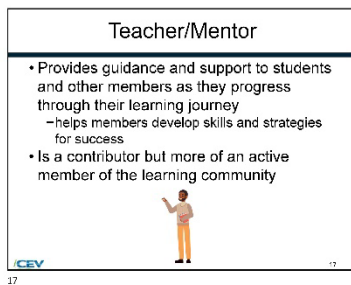 Teacher/Mentor
• Provides guidance and support to students
and other members as they progress
through their learning journey
–helps members develop skills and strategies
for success
• Is a contributor but more of an active
member of the learning community
iCEV
17
17